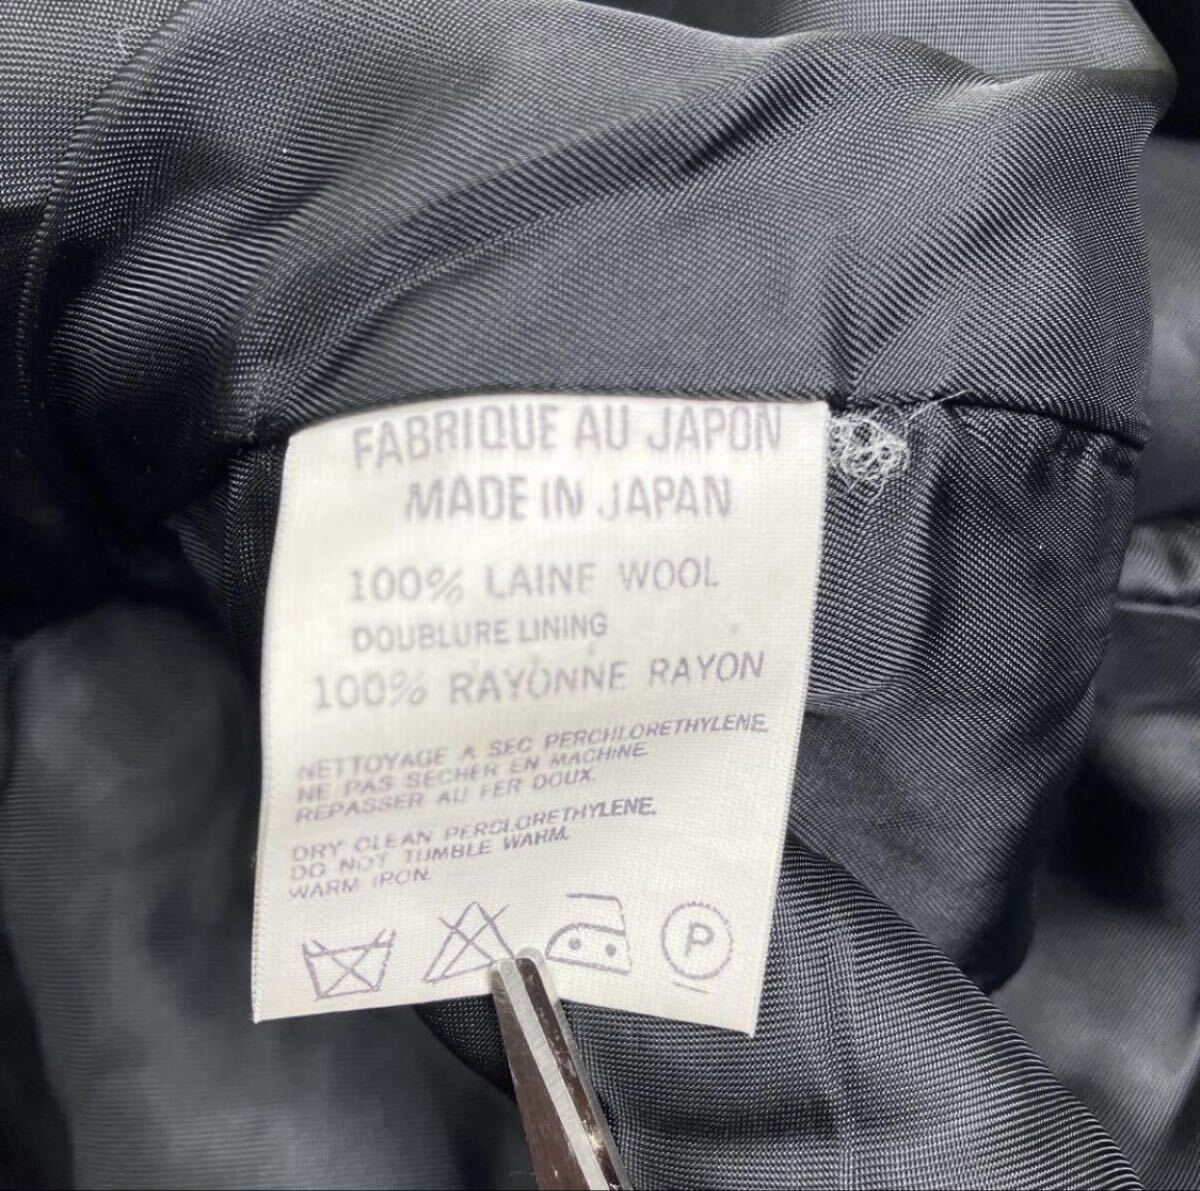 FABRIQUE AU JAPON
MADE IN JAPAN
100% LAINE WOOL
DOUBLURE LINING
100% RAYONNE RAYON
NETTOYAGE A SEC PERCHLORETHYLENE.
NE PAS SECHER EN MACHINE.
REPASSER AU FER DOUX.
DRY CLEAN PERCLORETHYLENE.
DO NOT TUMBLE WARM.
WARM IRON.
P